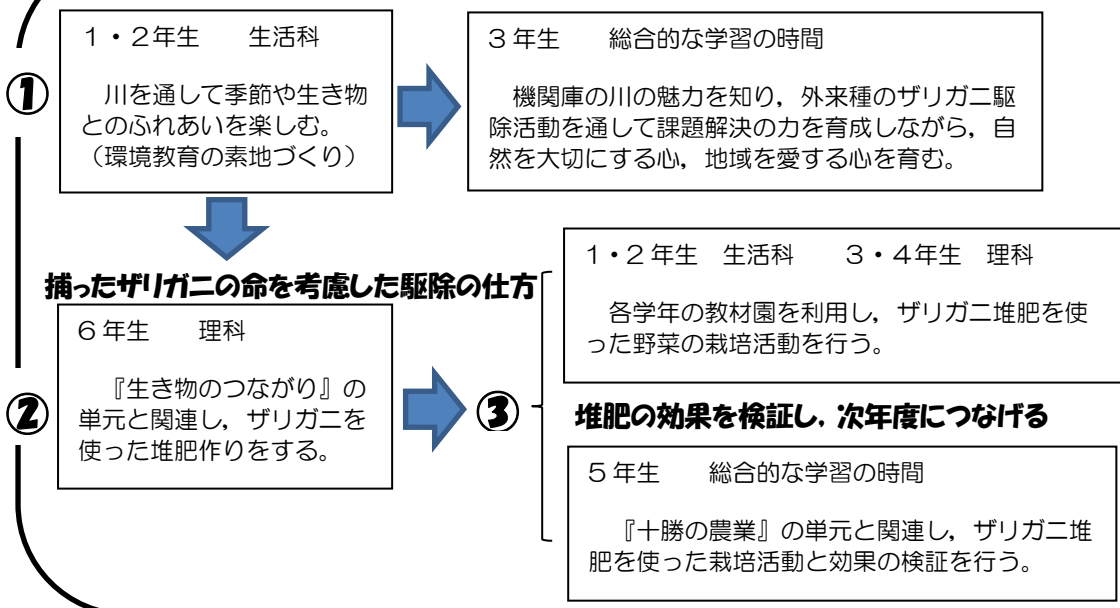 ①
1・2年生　　生活科
川を通して季節や生き物
とのふれあいを楽しむ。
（環境教育の素地づくり）
3年生　　総合的な学習の時間
機関庫の川の魅力を知り，外来種のザリガニ駆
除活動を通して課題解決の力を育成しながら，自
然を大切にする心，地域を愛する心を育む。
捕ったザリガニの命を考慮した駆除の仕方
②
6年生　　理科
『生き物のつながり』の
単元と関連し，ザリガニを
使った堆肥作りをする。
③
1・2年生　生活科　　3・4年生　理科
各学年の教材園を利用し，ザリガニ堆肥を使
った野菜の栽培活動を行う。
堆肥の効果を検証し，次年度につなげる
5年生　　総合的な学習の時間
『十勝の農業』の単元と関連し，ザリガニ堆
肥を使った栽培活動と効果の検証を行う。